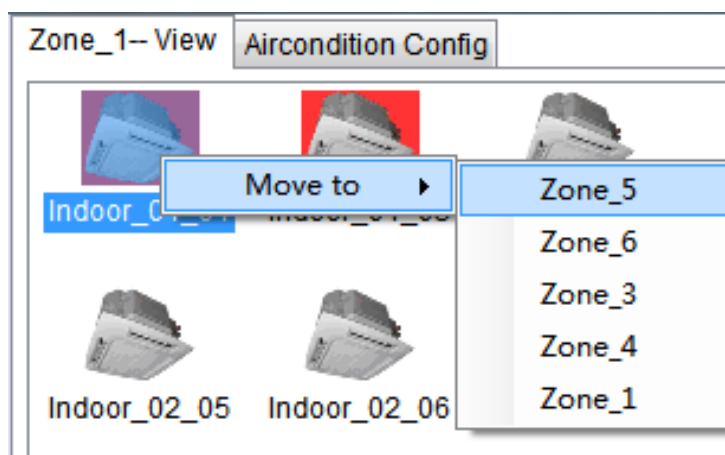 Zone_1-- View
Aircondition Config
Move to
Zone_5
Zone_6
Zone_3
Zone_4
Zone_1
Indoor_02_05
Indoor_02_06